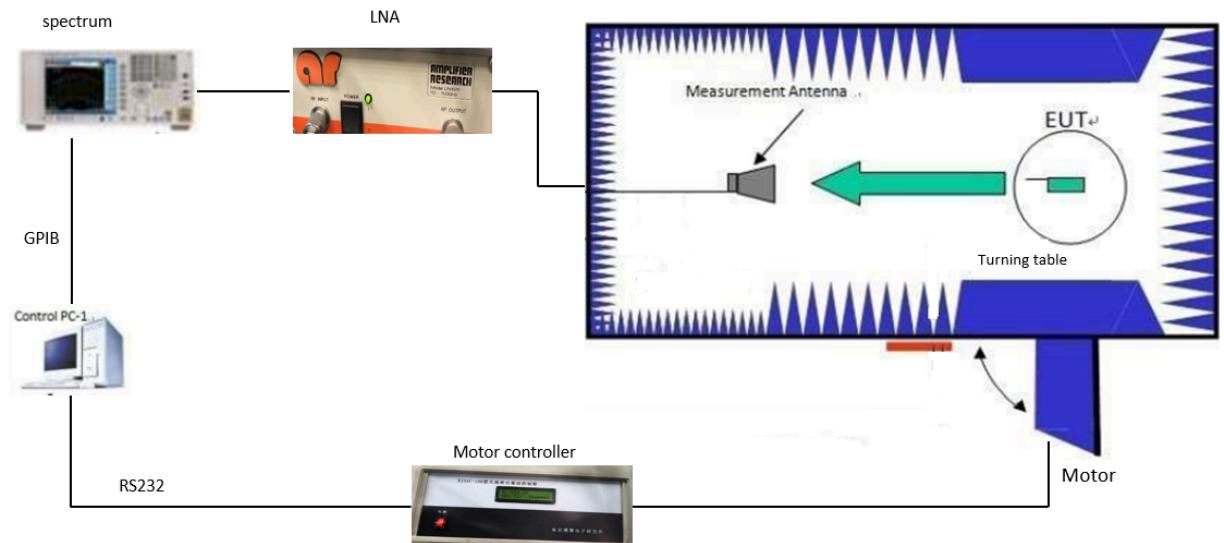 spectrum
LNA
ar
AMPLIFIER
RESEARCH
RF INPUT
POWER
RF OUTPUT
Measurement Antenna
EUT↵
Turning table
GPIB
Control PC-1
Motor controller
RS232
Motor